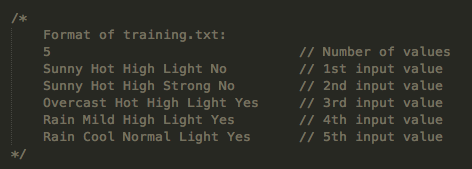 /*
Format of training.txt:
5 // Number of values
Sunny Hot High Light No // 1st input value
Sunny Hot High Strong No // 2nd input value
Overcast Hot High Light Yes // 3rd input value
Rain Mild High Light Yes // 4th input value
Rain Cool Normal Light Yes // 5th input value
*/